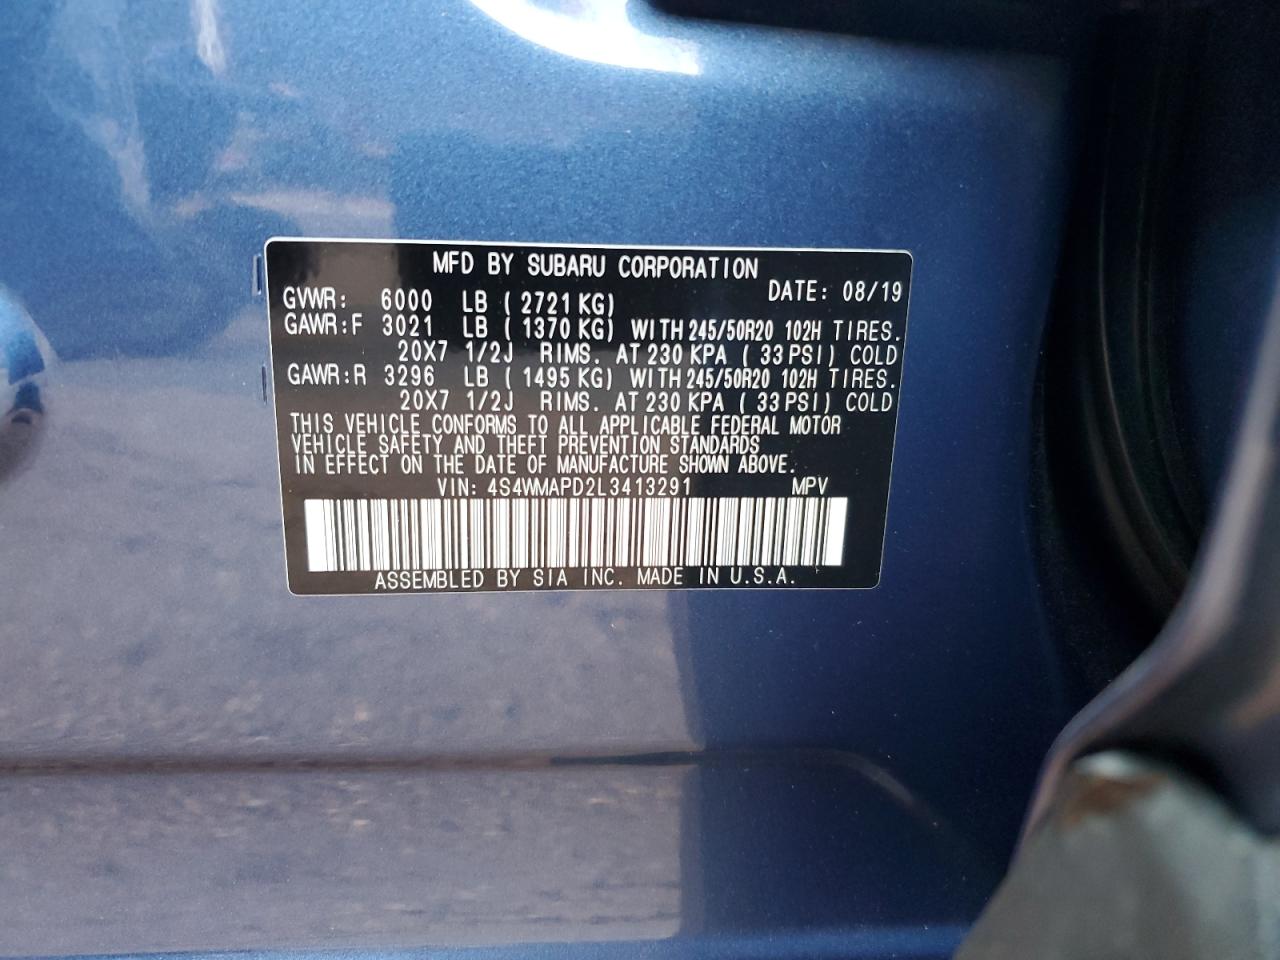 MFD BY SUBARU CORPORATION
GVWR: 6000 LB ( 2721 KG) DATE: 08/19
GAWR:F 3021 LB ( 1370 KG) WITH 245/50R20 102H TIRES.
20X7 1/2J RIMS. AT 230 KPA ( 33 PSI) COLD
GAWR:R 3296 LB ( 1495 KG) WITH 245/50R20 102H TIRES.
20X7 1/2J RIMS. AT 230 KPA ( 33 PSI) COLD
THIS VEHICLE CONFORMS TO ALL APPLICABLE FEDERAL MOTOR
VEHICLE SAFETY AND THEFT PREVENTION STANDARDS
IN EFFECT ON THE DATE OF MANUFACTURE SHOWN ABOVE.
VIN: 4S4WMAPD2L3413291 MPV
ASSEMBLED BY SIA INC. MADE IN U.S.A.